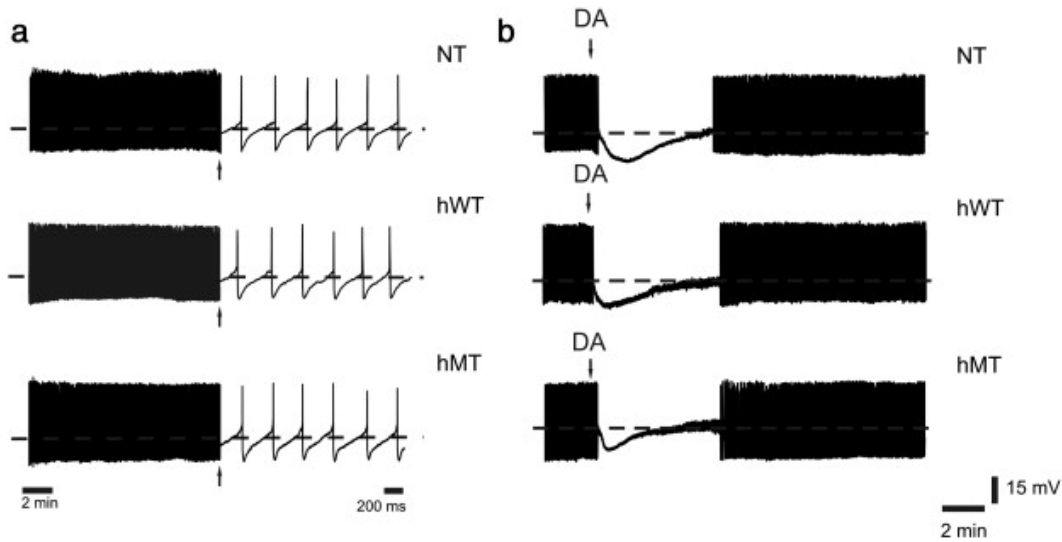 a
NT
hWT
hMT
2 min
200 ms
b
DA
NT
DA
hWT
DA
hMT
15 mV
2 min